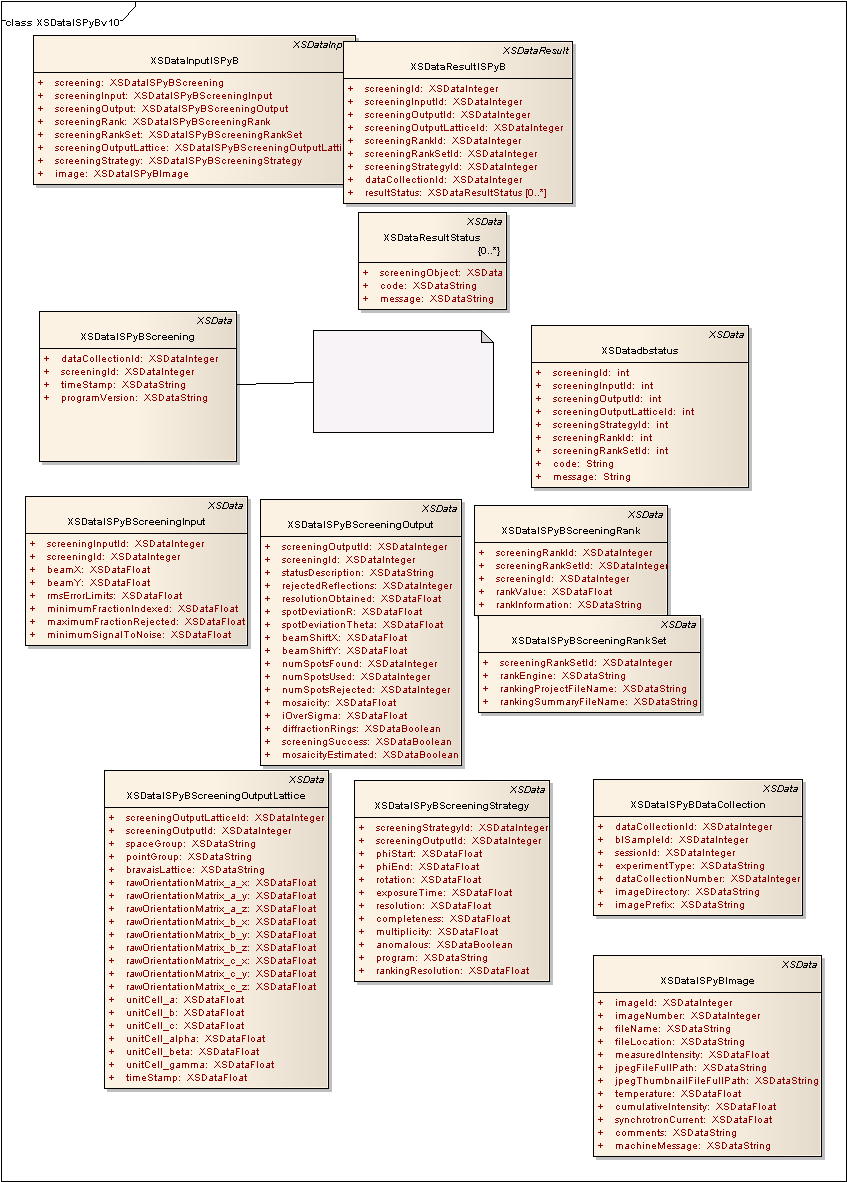 class XSDataISPyBv10
XSDataInp
XSDataInputISPyB
+ screening: XSDataISPyBScreening
+ screeningInput: XSDataISPyBScreeningInput
+ screeningOutput: XSDataISPyBScreeningOutput
+ screeningRank: XSDataISPyBScreeningRank
+ screeningRankSet: XSDataISPyBScreeningRankSet
+ screeningOutputLattice: XSDataISPyBScreeningOutputLatti
+ screeningStrategy: XSDataISPyBScreeningStrategy
+ image: XSDataISPyBImage
XSDataResult
XSDataResultISPyB
+ screeningId: XSDataInteger
+ screeningInputId: XSDataInteger
+ screeningOutputId: XSDataInteger
+ screeningOutputLatticeId: XSDataInteger
+ screeningRankId: XSDataInteger
+ screeningRankSetId: XSDataInteger
+ screeningStrategyId: XSDataInteger
+ dataCollectionId: XSDataInteger
+ resultStatus: XSDataResultStatus [0..*]
XSData
XSDataResultStatus
{0..*}
+ screeningObject: XSData
+ code: XSDataString
+ message: XSDataString
XSData
XSDataISPyBScreening
+ dataCollectionId: XSDataInteger
+ screeningId: XSDataInteger
+ timeStamp: XSDataString
+ programVersion: XSDataString
XSData
XSDatadbstatus
+ screeningId: int
+ screeningInputId: int
+ screeningOutputId: int
+ screeningOutputLatticeId: int
+ screeningStrategyId: int
+ screeningRankId: int
+ screeningRankSetId: int
+ code: String
+ message: String
XSData
XSDataISPyBScreeningInput
+ screeningInputId: XSDataInteger
+ screeningId: XSDataInteger
+ beamX: XSDataFloat
+ beamY: XSDataFloat
+ rmsErrorLimits: XSDataFloat
+ minimumFractionIndexed: XSDataFloat
+ maximumFractionRejected: XSDataFloat
+ minimumSignalToNoise: XSDataFloat
XSData
XSDataISPyBScreeningOutput
+ screeningOutputId: XSDataInteger
+ screeningId: XSDataInteger
+ statusDescription: XSDataString
+ rejectedReflections: XSDataInteger
+ resolutionObtained: XSDataFloat
+ spotDeviationR: XSDataFloat
+ spotDeviationTheta: XSDataFloat
+ beamShiftX: XSDataFloat
+ beamShiftY: XSDataFloat
+ numSpotsFound: XSDataInteger
+ numSpotsUsed: XSDataInteger
+ numSpotsRejected: XSDataInteger
+ mosaicity: XSDataFloat
+ iOverSigma: XSDataFloat
+ diffractionRings: XSDataBoolean
+ screeningSuccess: XSDataBoolean
+ mosaicityEstimated: XSDataBoolean
XSData
XSDataISPyBScreeningRank
+ screeningRankId: XSDataInteger
+ screeningRankSetId: XSDataInteger
+ screeningId: XSDataInteger
+ rankValue: XSDataFloat
+ rankInformation: XSDataString
XSData
XSDataISPyBScreeningRankSet
+ screeningRankSetId: XSDataInteger
+ rankEngine: XSDataString
+ rankingProjectFileName: XSDataString
+ rankingSummaryFileName: XSDataString
XSData
XSDataISPyBScreeningOutputLattice
+ screeningOutputLatticeId: XSDataInteger
+ screeningOutputId: XSDataInteger
+ spaceGroup: XSDataString
+ pointGroup: XSDataString
+ bravaisLattice: XSDataString
+ rawOrientationMatrix_a_x: XSDataFloat
+ rawOrientationMatrix_a_y: XSDataFloat
+ rawOrientationMatrix_a_z: XSDataFloat
+ rawOrientationMatrix_b_x: XSDataFloat
+ rawOrientationMatrix_b_y: XSDataFloat
+ rawOrientationMatrix_b_z: XSDataFloat
+ rawOrientationMatrix_c_x: XSDataFloat
+ rawOrientationMatrix_c_y: XSDataFloat
+ rawOrientationMatrix_c_z: XSDataFloat
+ unitCell_a: XSDataFloat
+ unitCell_b: XSDataFloat
+ unitCell_c: XSDataFloat
+ unitCell_alpha: XSDataFloat
+ unitCell_beta: XSDataFloat
+ unitCell_gamma: XSDataFloat
+ timeStamp: XSDataFloat
XSData
XSDataISPyBScreeningStrategy
+ screeningStrategyId: XSDataInteger
+ screeningOutputId: XSDataInteger
+ phiStart: XSDataFloat
+ phiEnd: XSDataFloat
+ rotation: XSDataFloat
+ exposureTime: XSDataFloat
+ resolution: XSDataFloat
+ completeness: XSDataFloat
+ multiplicity: XSDataFloat
+ anomalous: XSDataBoolean
+ program: XSDataString
+ rankingResolution: XSDataFloat
XSData
XSDataISPyBDataCollection
+ dataCollectionId: XSDataInteger
+ blSampleId: XSDataInteger
+ sessionId: XSDataInteger
+ experimentType: XSDataString
+ dataCollectionNumber: XSDataInteger
+ imageDirectory: XSDataString
+ imagePrefix: XSDataString
XSData
XSDataISPyBImage
+ imageId: XSDataInteger
+ imageNumber: XSDataInteger
+ fileName: XSDataString
+ fileLocation: XSDataString
+ measuredIntensity: XSDataFloat
+ jpegFileFullPath: XSDataString
+ jpegThumbnailFileFullPath: XSDataString
+ temperature: XSDataFloat
+ cumulativeIntensity: XSDataFloat
+ synchrotronCurrent: XSDataFloat
+ comments: XSDataString
+ machineMessage: XSDataString